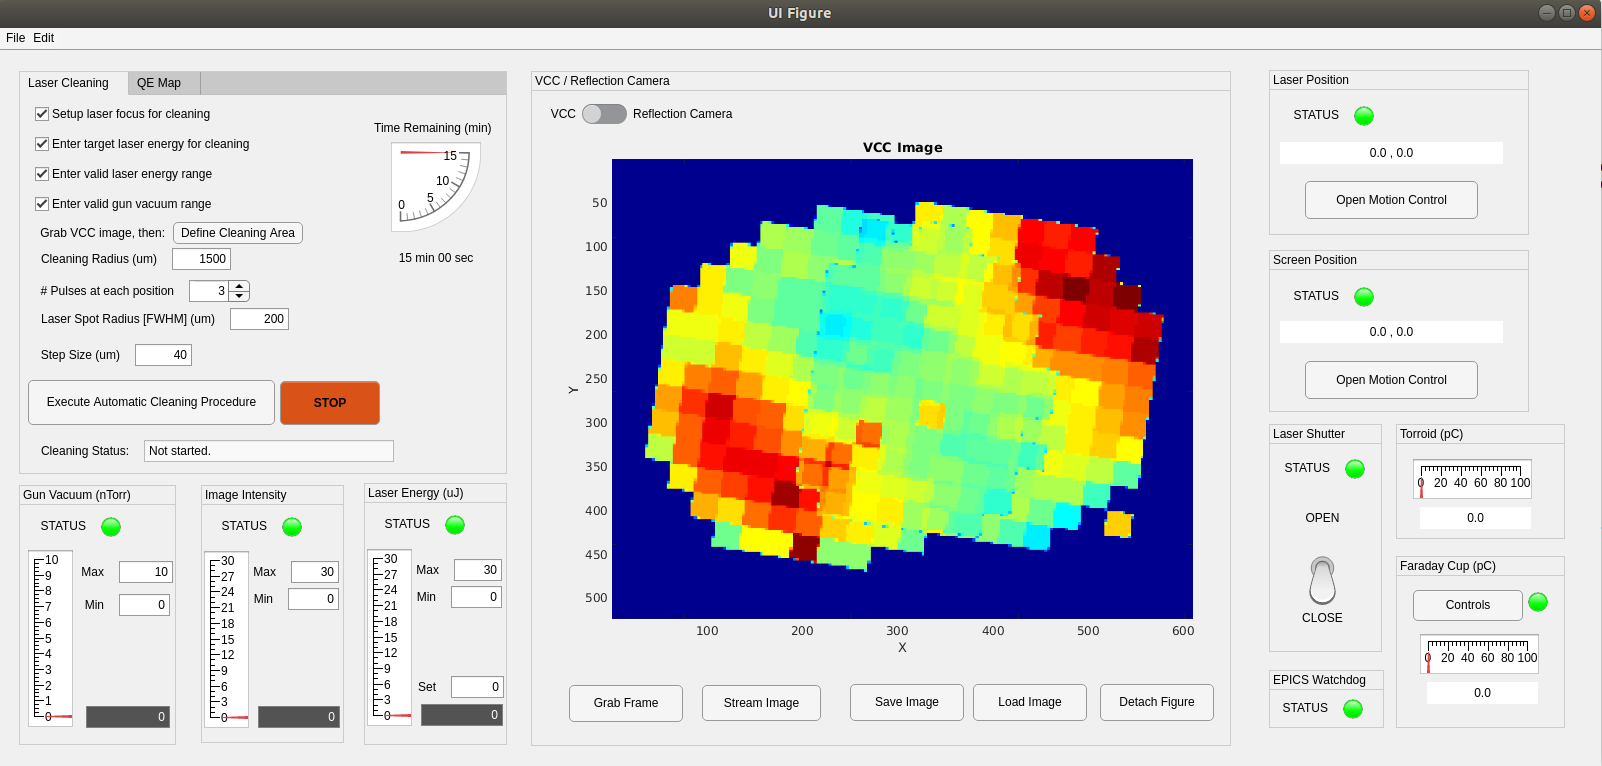 UI Figure
File Edit
Laser Cleaning
QE Map
Setup laser focus for cleaning
Enter target laser energy for cleaning
Enter valid laser energy range
Enter valid gun vacuum range
Time Remaining (min)
15
10
5
0
15 min 00 sec
Grab VCC image, then: Define Cleaning Area
Cleaning Radius (um) 1500
# Pulses at each position 3
Laser Spot Radius [FWHM] (um) 200
Step Size (um) 40
Execute Automatic Cleaning Procedure
STOP
Cleaning Status: Not started.
Gun Vacuum (nTorr)
STATUS
10
9
8
7
6
5
4
3
2
1
0
Max 10
Min 0
0
Image Intensity
STATUS
30
27
24
21
18
15
12
9
6
3
0
Max 30
Min 0
0
Laser Energy (uJ)
STATUS
30
27
24
21
18
15
12
9
6
3
0
Max 30
Min 0
Set 0
0
VCC / Reflection Camera
VCC Reflection Camera
VCC Image
Y
50
100
150
200
250
300
350
400
450
500
100 200 300 400 500 600
X
Grab Frame
Stream Image
Save Image
Load Image
Detach Figure
Laser Position
STATUS
0.0 , 0.0
Open Motion Control
Screen Position
STATUS
0.0 , 0.0
Open Motion Control
Laser Shutter
STATUS
OPEN
CLOSE
EPICS Watchdog
STATUS
Torroid (pC)
0 20 40 60 80 100
0.0
Faraday Cup (pC)
Controls
0 20 40 60 80 100
0.0